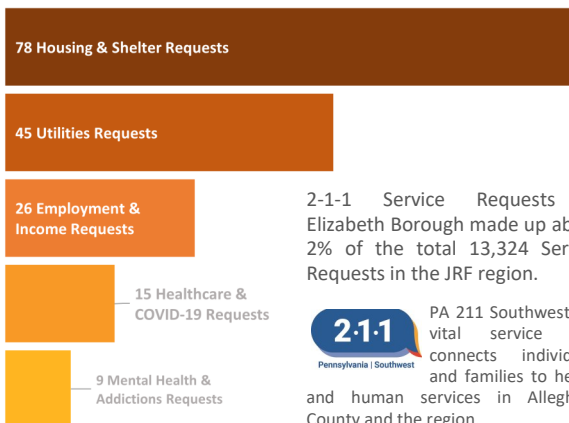 78 Housing & Shelter Requests
45 Utilities Requests
26 Employment &
Income Requests
15 Healthcare &
COVID-19 Requests
9 Mental Health &
Addictions Requests
2-1-1 Service Requests
Elizabeth Borough made up
2% of the total 13,324
Requests in the JRF region.
2·1·1
Pennsylvania | Southwest
PA 211 Southwest
vital service
connects
and families to
and human services in
County and the region